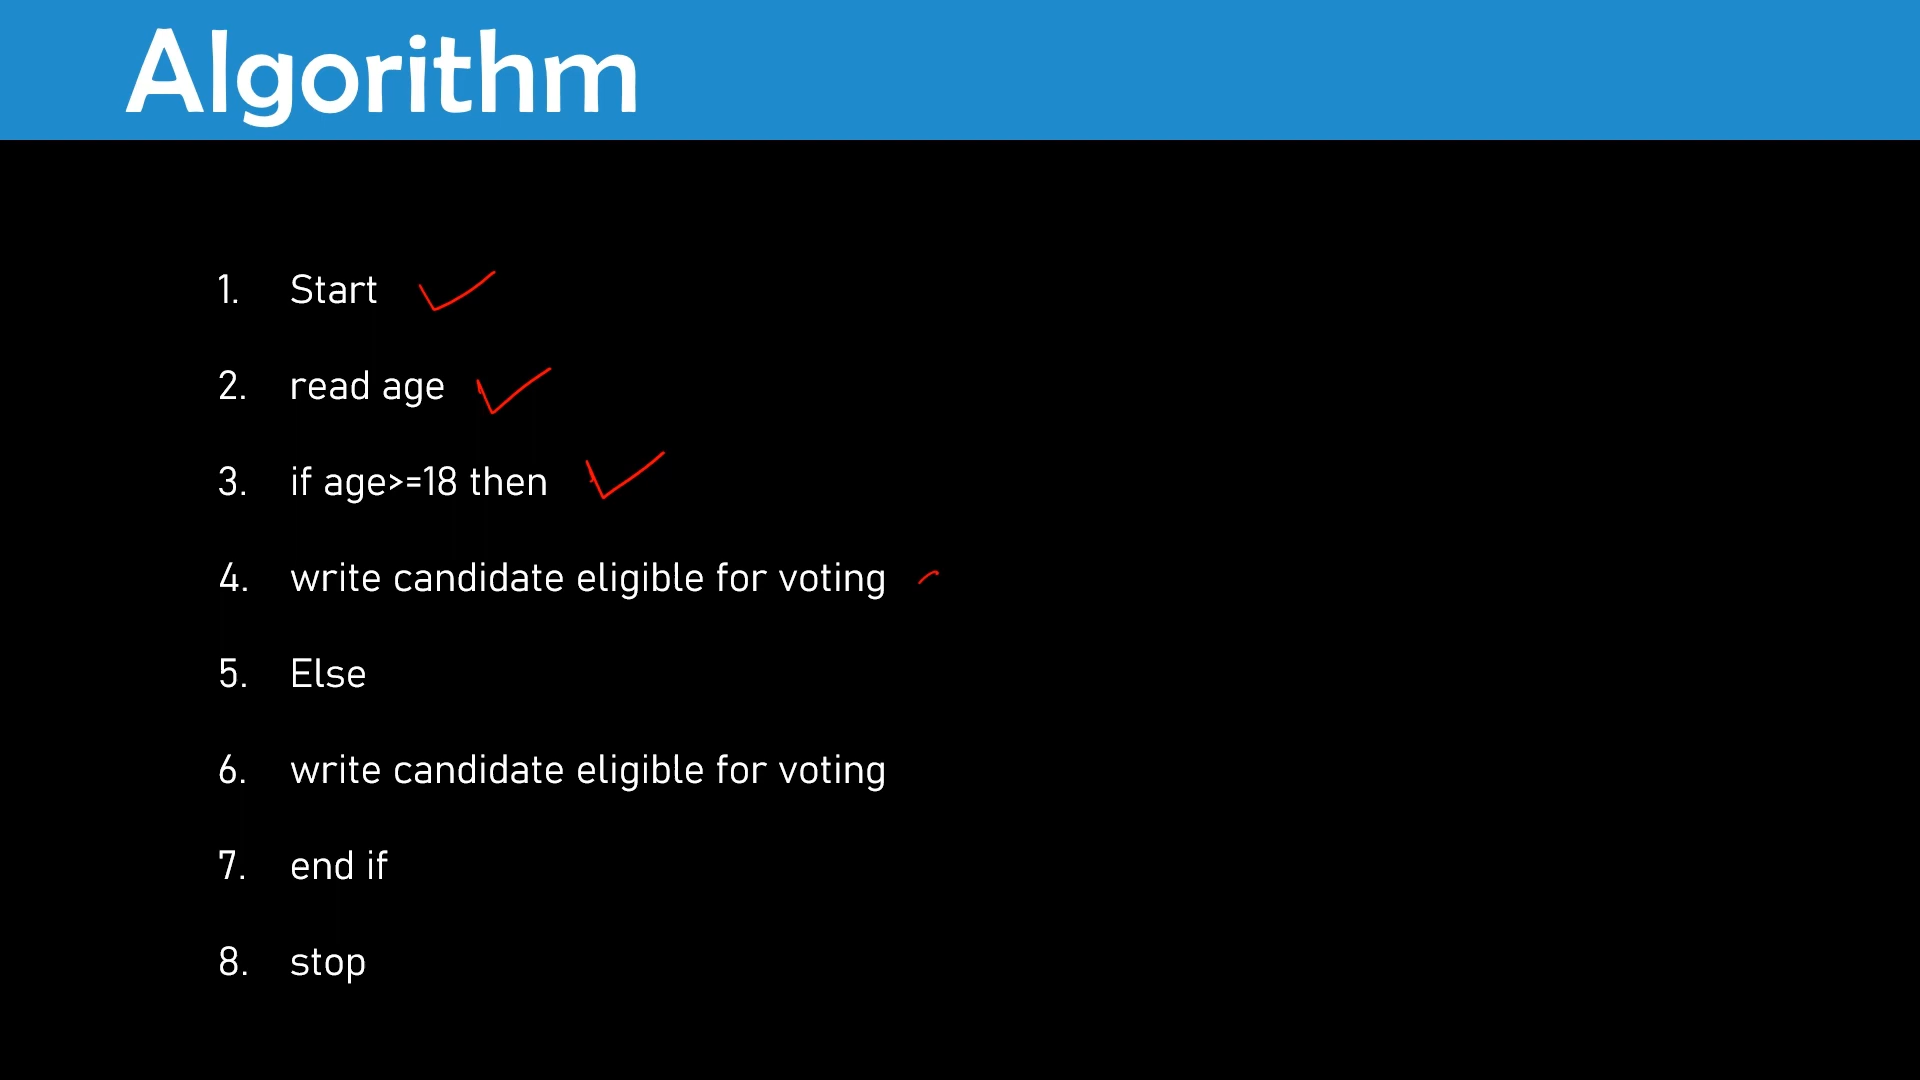 Algorithm
1. Start
2. read age
3. if age>=18 then
4. write candidate eligible for voting
5. Else
6. write candidate eligible for voting
7. end if
8. stop